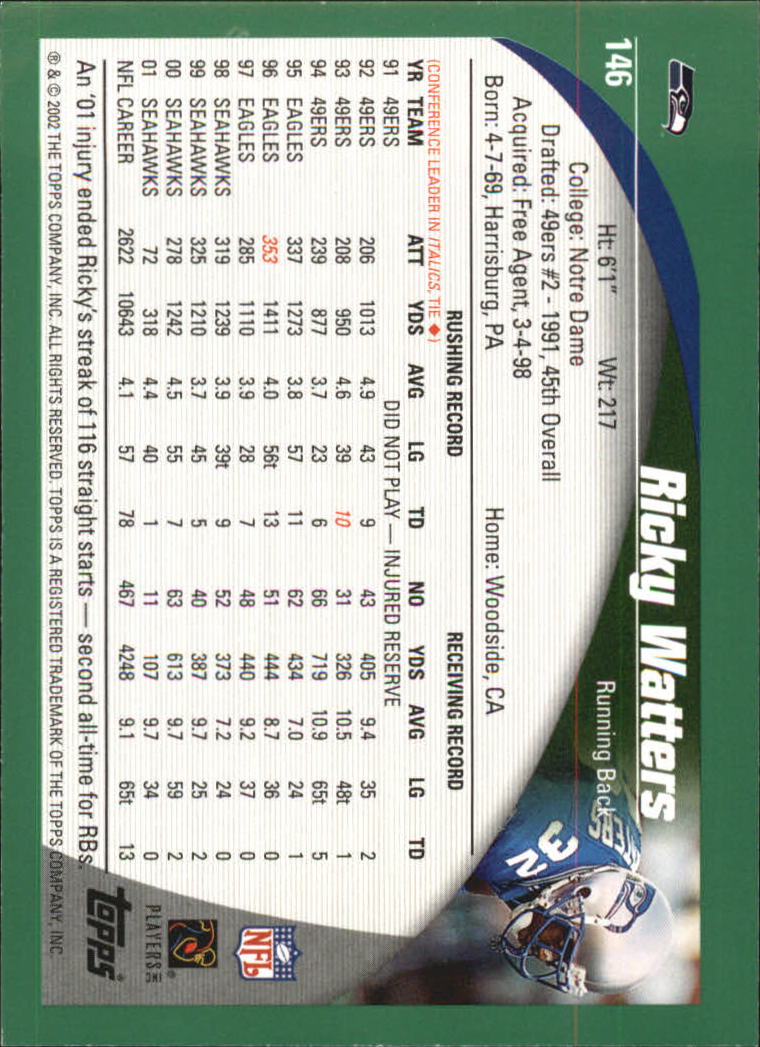 146
Ricky Watters
Running Back
Ht: 6'1" Wt: 217
College: Notre Dame
Drafted: 49ers #2 - 1991, 45th Overall
Acquired: Free Agent, 3-4-98
Born: 4-7-69, Harrisburg, PA Home: Woodside, CA
RUSHING RECORD RECEIVING RECORD
(CONFERENCE LEADER IN ITALICS, TIE ◆)
YR TEAM ATT YDS AVG LG TD NO YDS AVG LG TD
91 49ERS DID NOT PLAY — INJURED RESERVE
92 49ERS 206 1013 4.9 43 9 43 405 9.4 35 2
93 49ERS 208 950 4.6 39 10 31 326 10.5 48t 1
94 49ERS 239 877 3.7 23 6 66 719 10.9 65t 5
95 EAGLES 337 1273 3.8 57 11 62 434 7.0 24 1
96 EAGLES 353 1411 4.0 56t 13 51 444 8.7 36 0
97 EAGLES 285 1110 3.9 28 7 48 440 9.2 37 0
98 SEAHAWKS 319 1239 3.9 39t 9 52 373 7.2 24 0
99 SEAHAWKS 325 1210 3.7 45 5 40 387 9.7 25 2
00 SEAHAWKS 278 1242 4.5 55 7 63 613 9.7 59 2
01 SEAHAWKS 72 318 4.4 40 1 11 107 9.7 34 0
NFL CAREER 2622 10643 4.1 57 78 467 4248 9.1 65t 13
An '01 injury ended Ricky's streak of 116 straight starts — second all-time for RBs.
® & © 2002 THE TOPPS COMPANY, INC. ALL RIGHTS RESERVED. TOPPS IS A REGISTERED TRADEMARK OF THE TOPPS COMPANY, INC.
NFL
PLAYERS INC
topps®
32